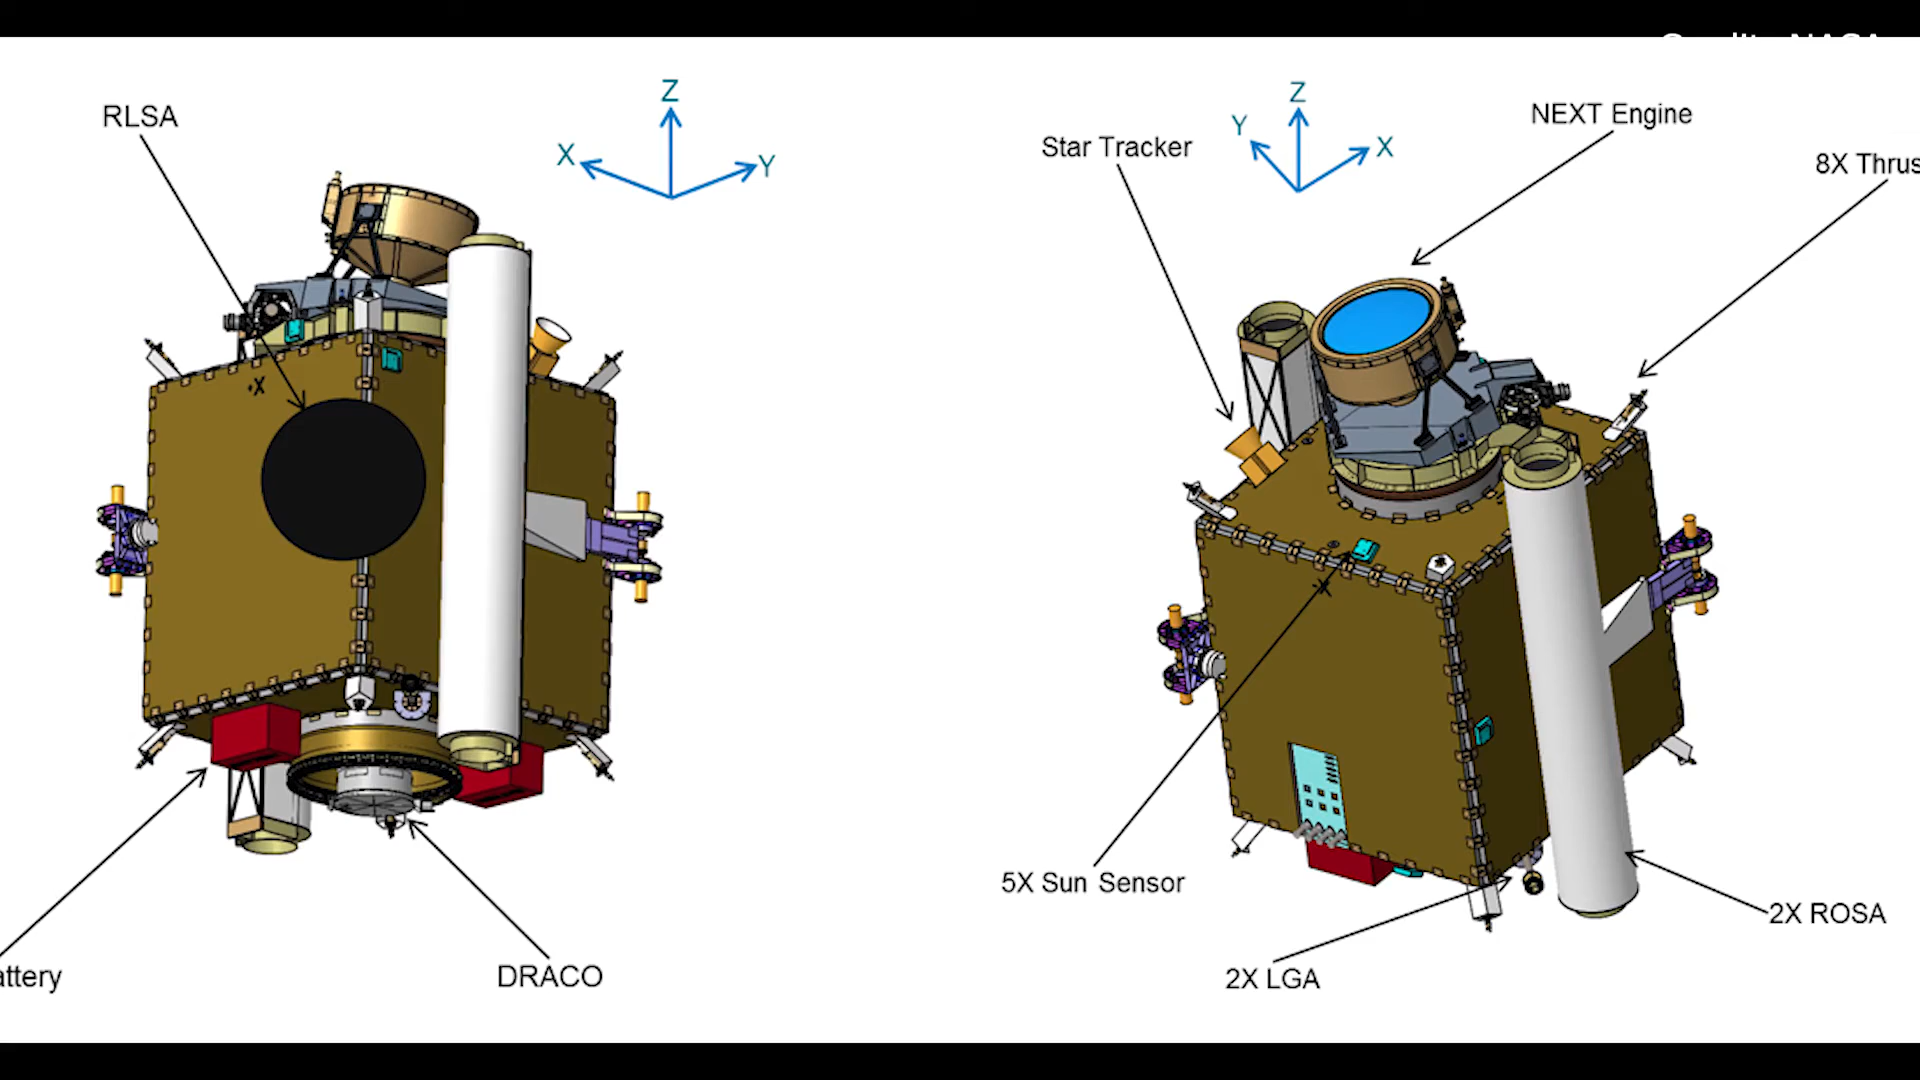 RLSA
Z
X
Y
Star Tracker
Z
Y
X
NEXT Engine
8X Thrus
X
X
5X Sun Sensor
2X ROSA
2X LGA
attery
DRACO